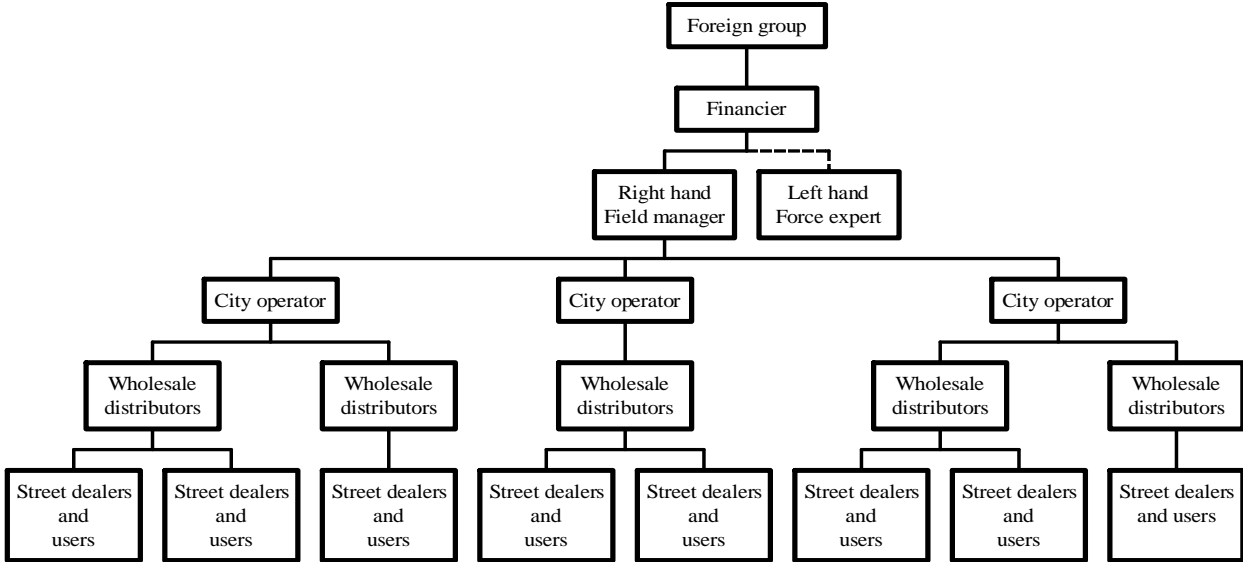 Foreign group
Financier
Right hand
Field manager
Left hand
Force expert
City operator
City operator
City operator
Wholesale
distributors
Wholesale
distributors
Wholesale
distributors
Wholesale
distributors
Wholesale
distributors
Street dealers
and
users
Street dealers
and
users
Street dealers
and
users
Street dealers
and
users
Street dealers
and
users
Street dealers
and
users
Street dealers
and
users
Street dealers
and users